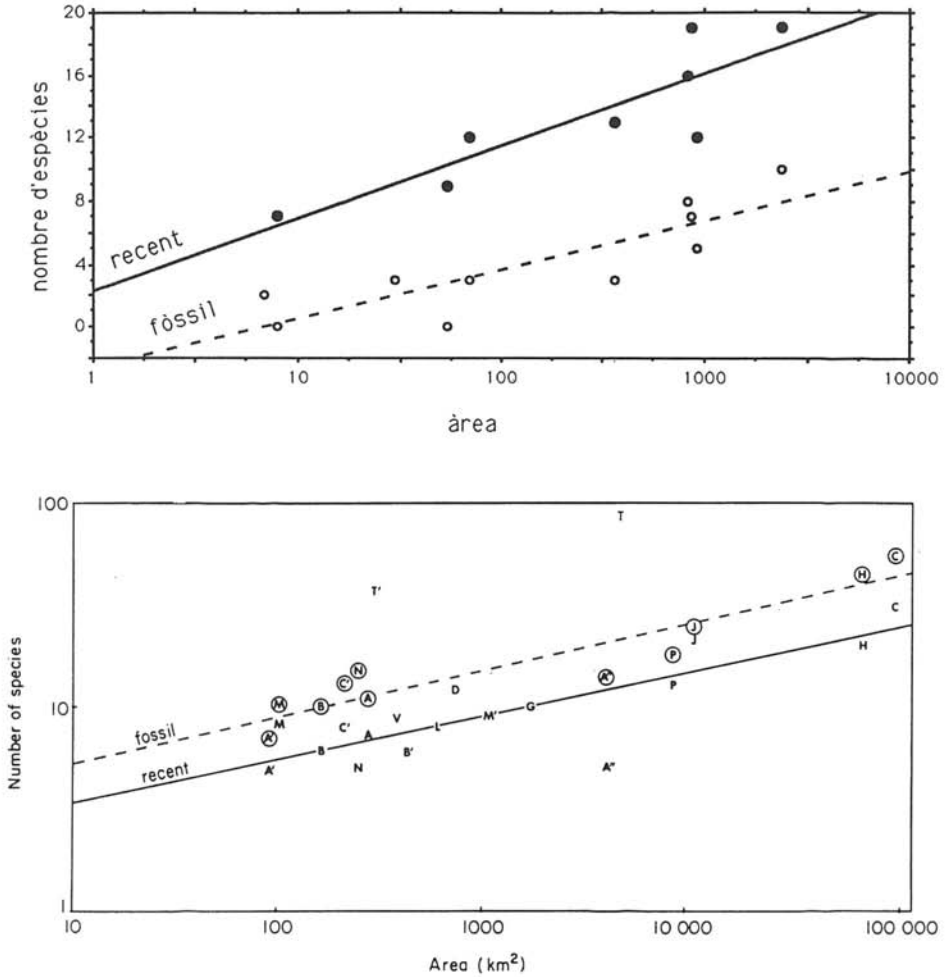 20
16
12
8
4
0
nombre d'espècies
recent
fòssil
1 10 100 1000 10000
àrea
100
10
1
Number of species
T
T'
C
H
C
H
J
J
N
C'
P
P
A"
M
B
A
D
M
V
M'
G
C'
L
A
fossil
A'
B
B'
recent
A'
N
A"
10 100 1000 10 000 100 000
Area (km²)